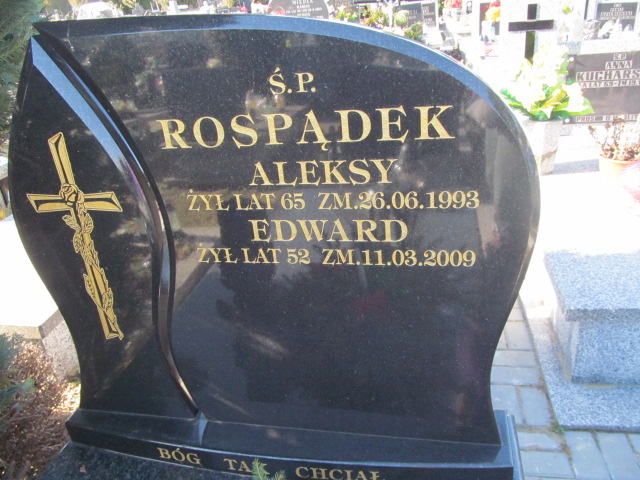 Ś.P.
ROSPĄDEK
ALEKSY
ŻYŁ LAT 65 ZM.26.06.1993
EDWARD
ŻYŁ LAT 52 ZM.11.03.2009
BÓG TAK CHCIAŁ
Ś.P.
ANNA